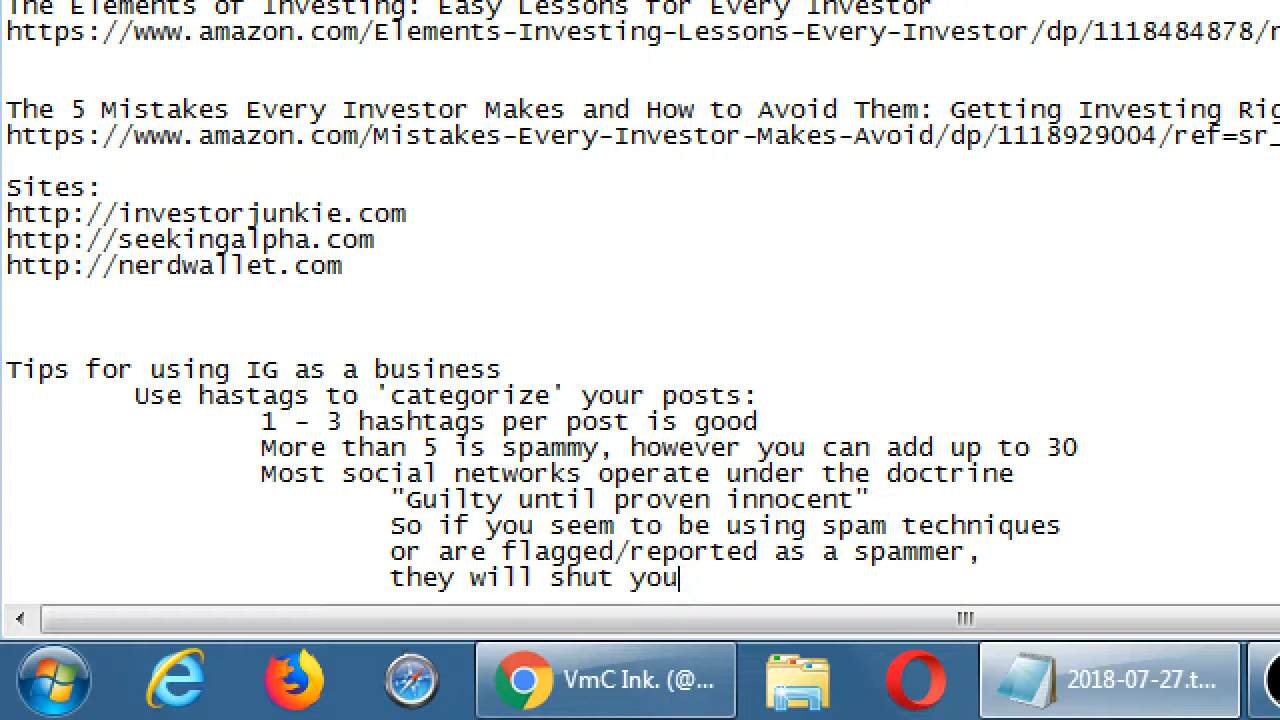 The Elements of Investing: Easy Lessons for Every Investor
https://www.amazon.com/Elements-Investing-Lessons-Every-Investor/dp/1118484878/r
The 5 Mistakes Every Investor Makes and How to Avoid Them: Getting Investing Rig
https://www.amazon.com/Mistakes-Every-Investor-Makes-Avoid/dp/1118929004/ref=sr_
Sites:
http://investorjunkie.com
http://seekingalpha.com
http://nerdwallet.com
Tips for using IG as a business
Use hastags to 'categorize' your posts:
1 - 3 hashtags per post is good
More than 5 is spammy, however you can add up to 30
Most social networks operate under the doctrine
"Guilty until proven innocent"
So if you seem to be using spam techniques
or are flagged/reported as a spammer,
they will shut you
VmC Ink. (@...
2018-07-27.t...